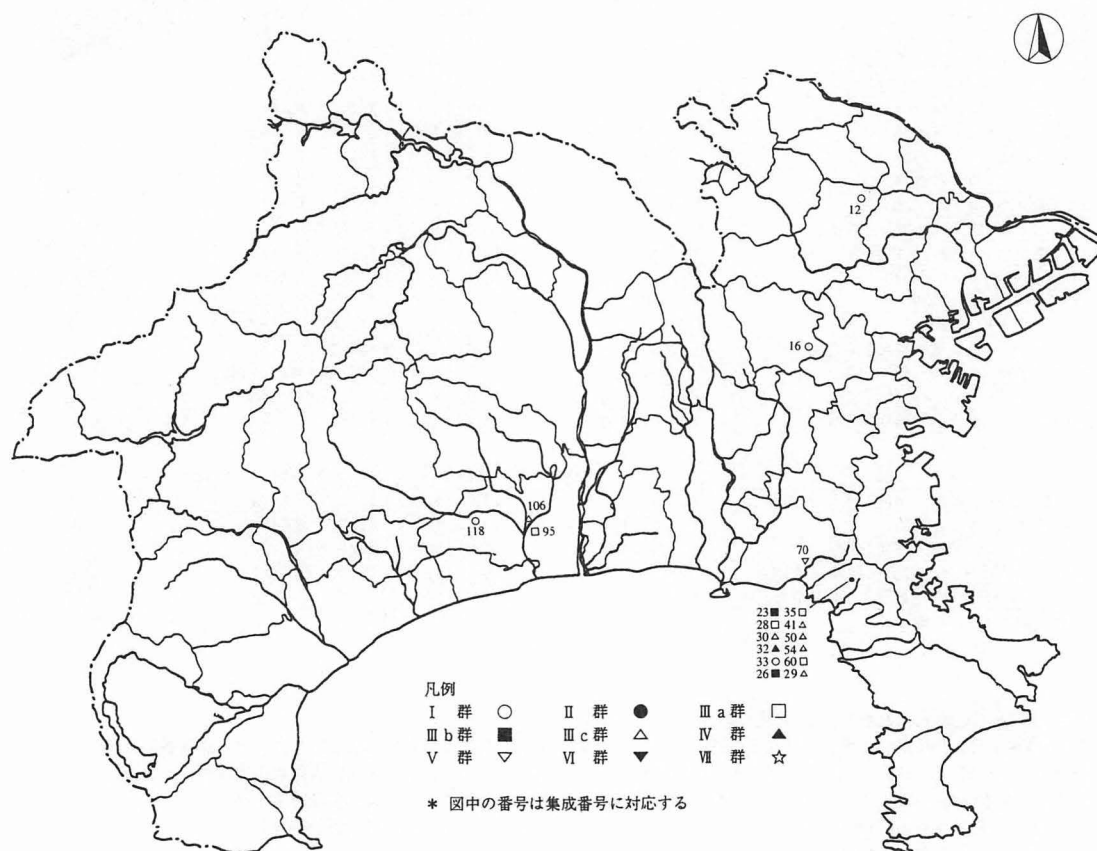 12
16
106
118 95
70
23■ 35□
28□ 41△
30△ 50△
32▲ 54△
33○ 60□
26■ 29△
凡例
Ⅰ 群 ○ Ⅱ 群 ● Ⅲa群 □
Ⅲb群 ■ Ⅲc群 △ Ⅳ 群 ▲
Ⅴ 群 ▽ Ⅵ 群 ▼ Ⅶ 群 ☆
* 図中の番号は集成番号に対応する